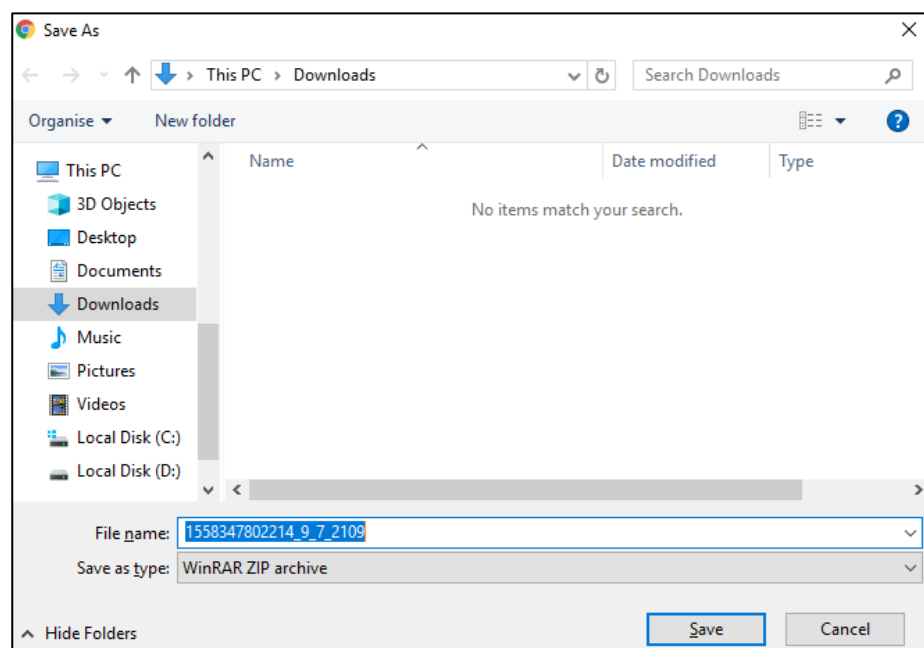 Save As
This PC > Downloads
Search Downloads
Organise
New folder
Name
Date modified
Type
This PC
No items match your search.
3D Objects
Desktop
Documents
Downloads
Music
Pictures
Videos
Local Disk (C:)
Local Disk (D:)
File name: 1558347802214_9_7_2109
Save as type: WinRAR ZIP archive
Hide Folders
Save
Cancel